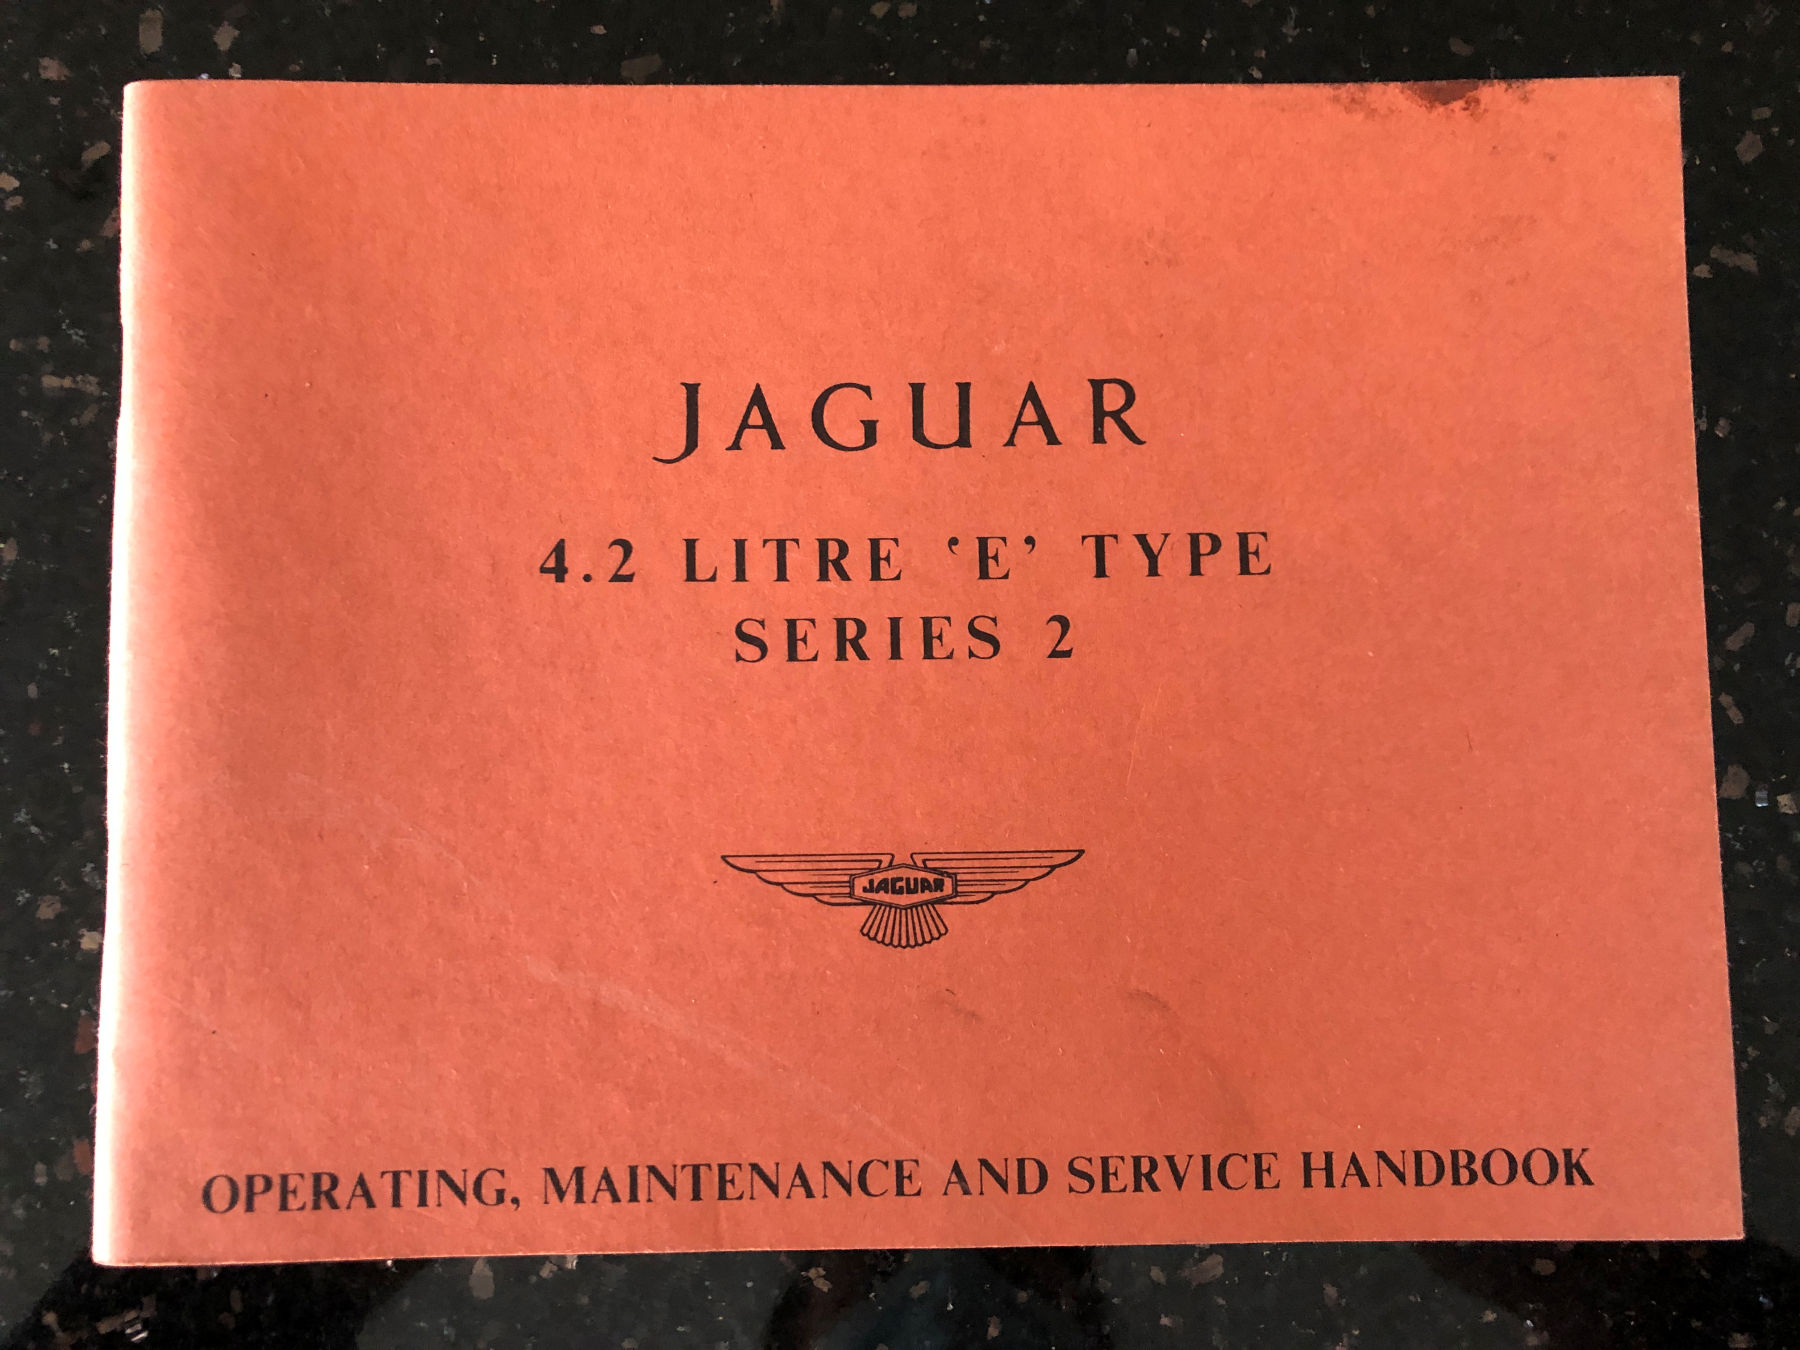 JAGUAR
4.2 LITRE ‘E’ TYPE
SERIES 2
JAGUAR
OPERATING, MAINTENANCE AND SERVICE HANDBOOK